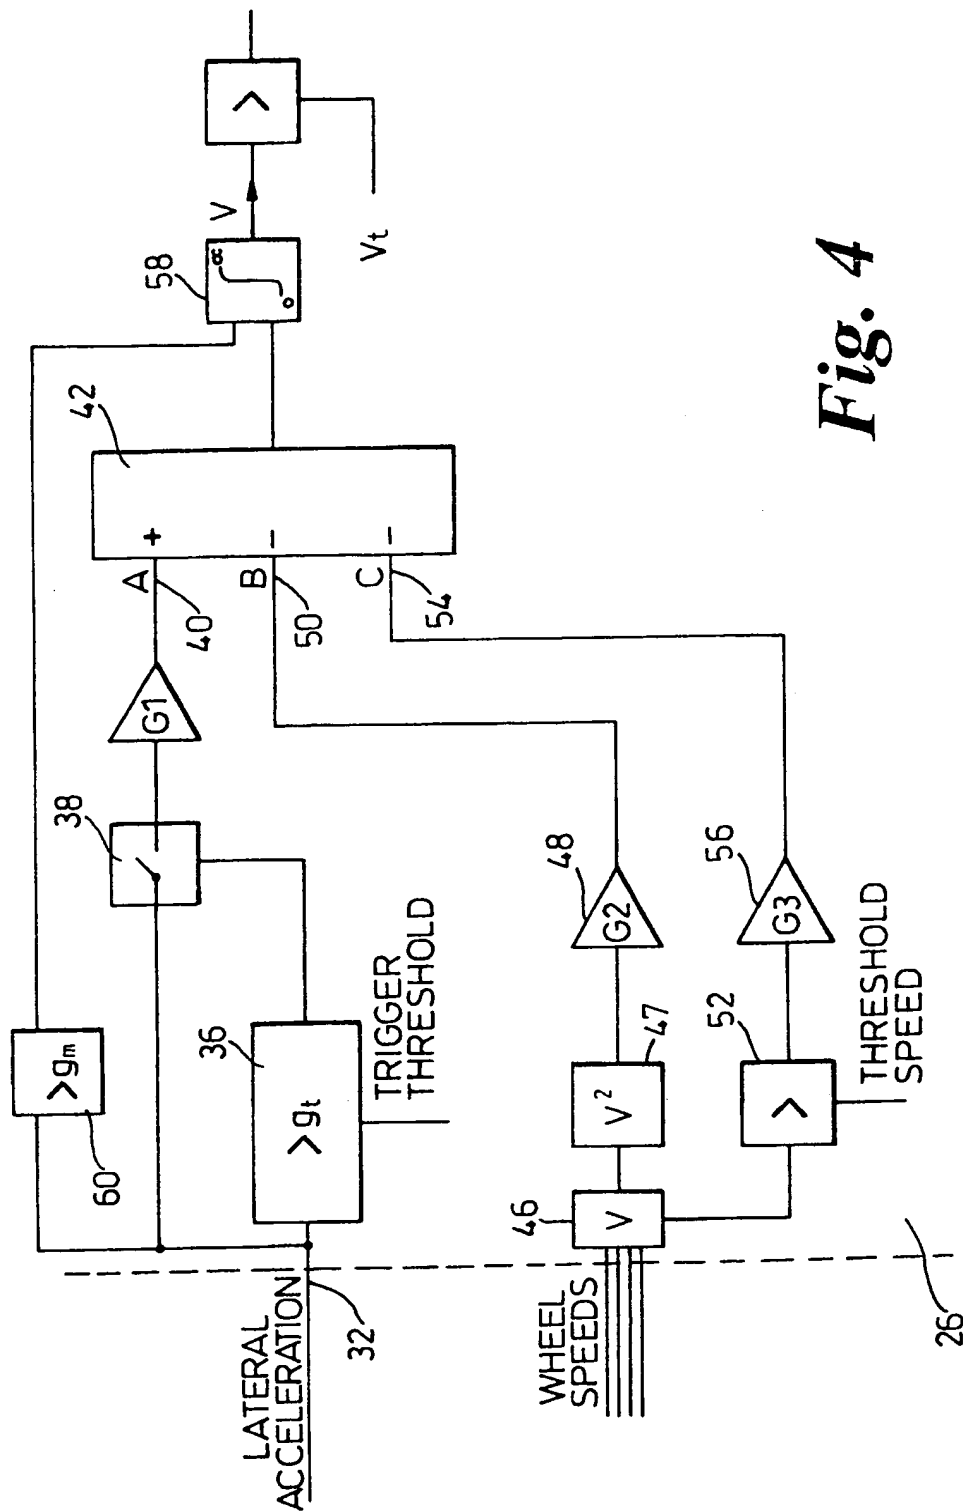 LATERAL
ACCELERATION
32
60
>gm
36
>gt
TRIGGER
THRESHOLD
38
G1
A
40
+
42
B
50
−
C
54
−
58
∝
0
V
>
Vt
WHEEL
SPEEDS
46
V
47
V²
48
G2
52
>
THRESHOLD
SPEED
56
G3
26
Fig. 4